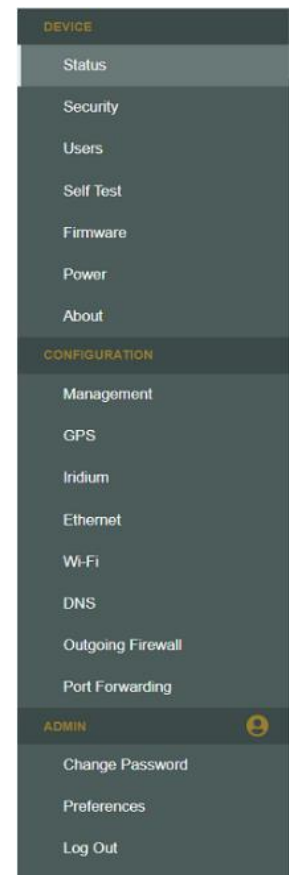 DEVICE
Status
Security
Users
Self Test
Firmware
Power
About
CONFIGURATION
Management
GPS
Iridium
Ethernet
Wi-Fi
DNS
Outgoing Firewall
Port Forwarding
ADMIN
Change Password
Preferences
Log Out